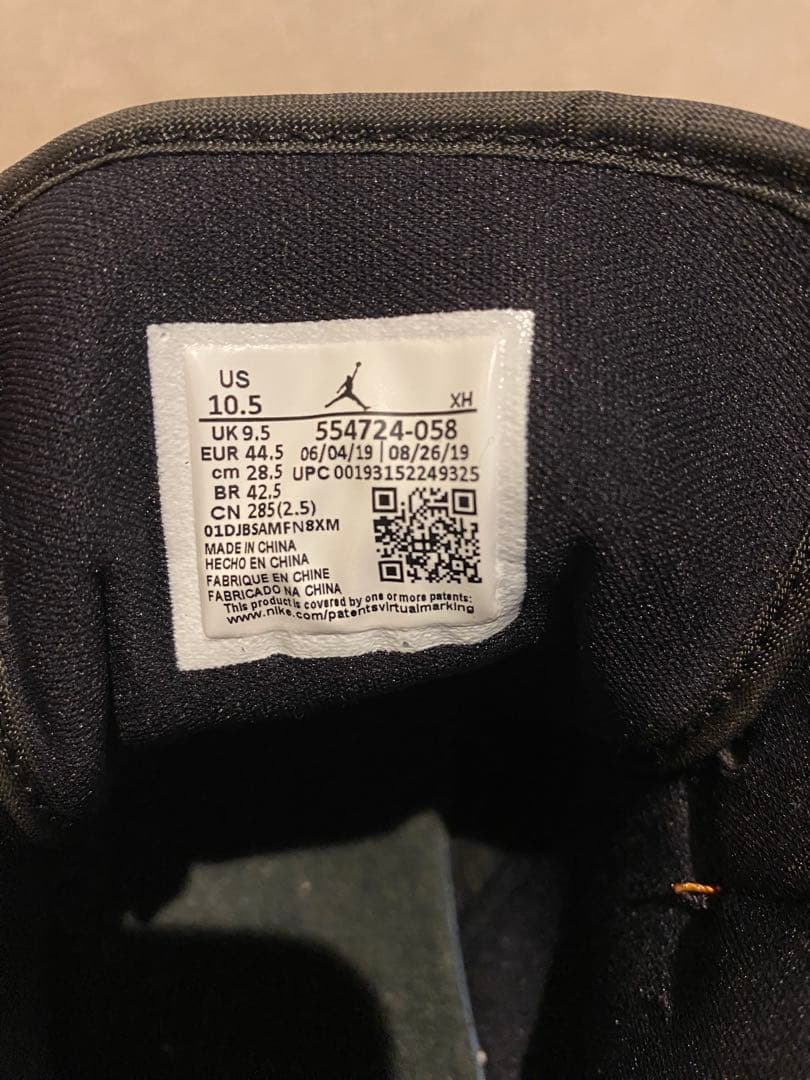 US
10.5 XH
UK 9.5 554724-058
EUR 44.5 06/04/19 | 08/26/19
cm 28.5 UPC 00193152249325
BR 42.5
CN 285(2.5)
01DJBSAMFN8XM
MADE IN CHINA
HECHO EN CHINA
FABRIQUE EN CHINE
FABRICADO NA CHINA
This product is covered by one or more patents:
www.nike.com/patentsvirtualmarking